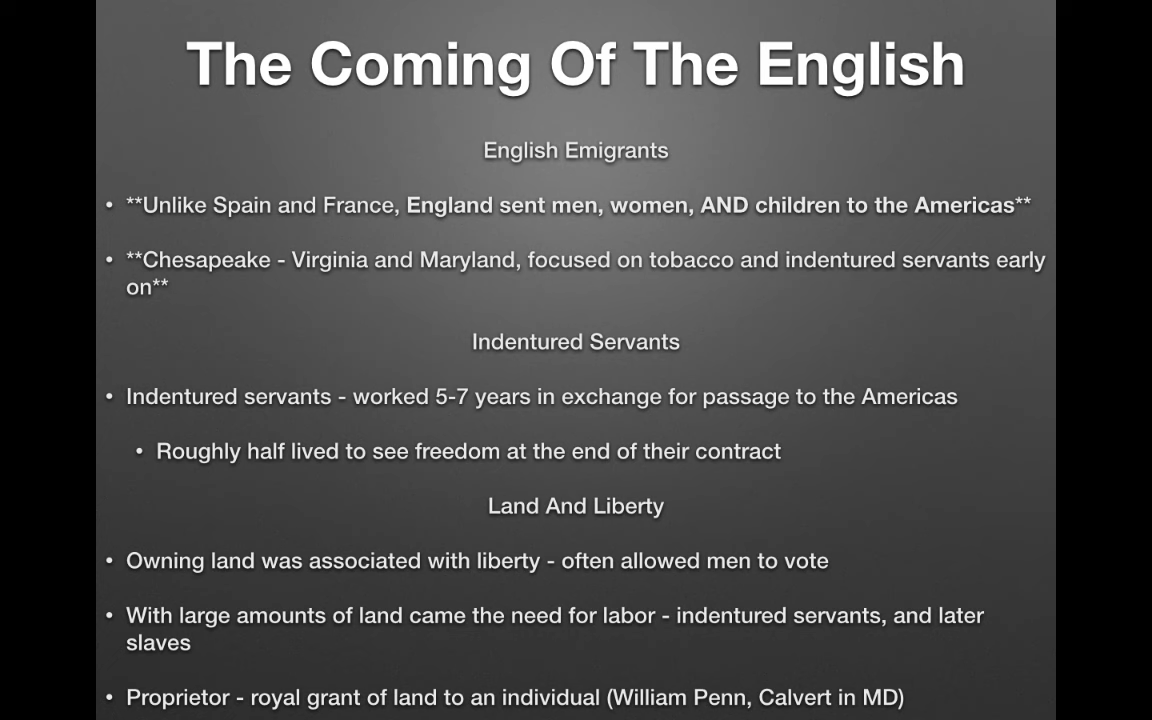 The Coming Of The English
English Emigrants
• **Unlike Spain and France, England sent men, women, AND children to the Americas**
• **Chesapeake - Virginia and Maryland, focused on tobacco and indentured servants early
on**
Indentured Servants
• Indentured servants - worked 5-7 years in exchange for passage to the Americas
• Roughly half lived to see freedom at the end of their contract
Land And Liberty
• Owning land was associated with liberty - often allowed men to vote
• With large amounts of land came the need for labor - indentured servants, and later
slaves
• Proprietor - royal grant of land to an individual (William Penn, Calvert in MD)